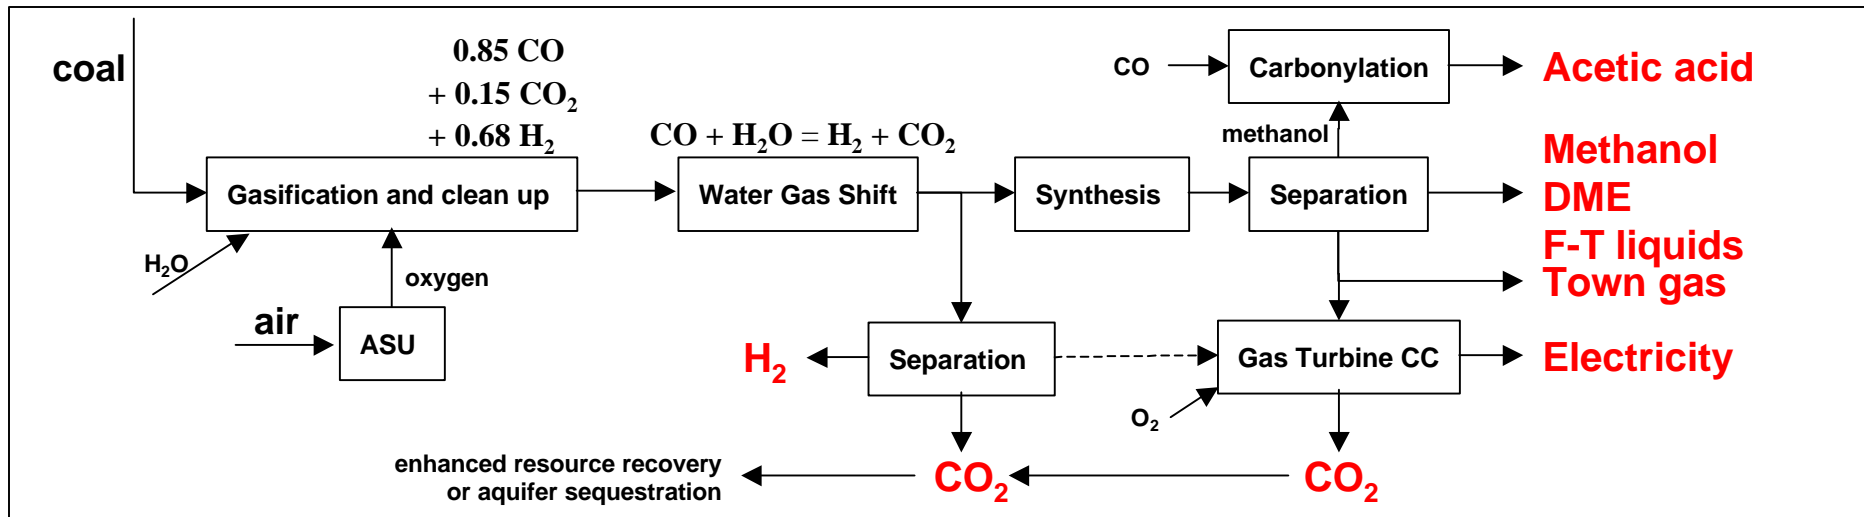 coal
0.85 CO
+ 0.15 CO₂
+ 0.68 H₂
CO + H₂O = H₂ + CO₂
CO
Carbonylation
Acetic acid
methanol
Gasification and clean up
Water Gas Shift
Synthesis
Separation
Methanol
DME
F-T liquids
Town gas
H₂O
oxygen
air
ASU
H₂
Separation
Gas Turbine CC
Electricity
O₂
enhanced resource recovery
or aquifer sequestration
CO₂
CO₂